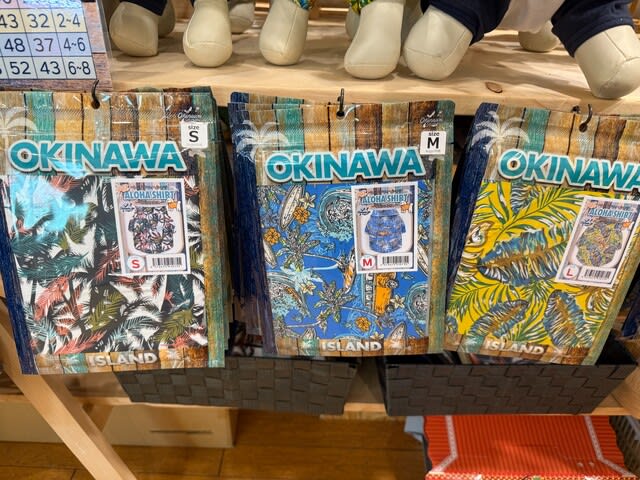 42 32 2~4
48 37 4~6
52 43 6~8
size
S
OKINAWA
ALOHA SHIRT
S
ISLAND
size
M
OKINAWA
ALOHA SHIRT
M
ISLAND
OKINAWA
ALOHA SHIRT
L
ISLAND